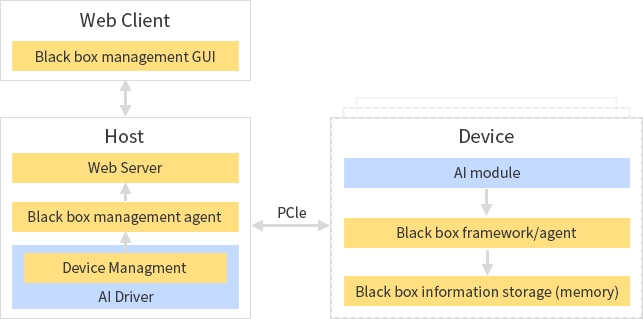 Web Client
Black box management GUI
Host
Web Server
Black box management agent
Device Managment
AI Driver
PCIe
Device
AI module
Black box framework/agent
Black box information storage (memory)